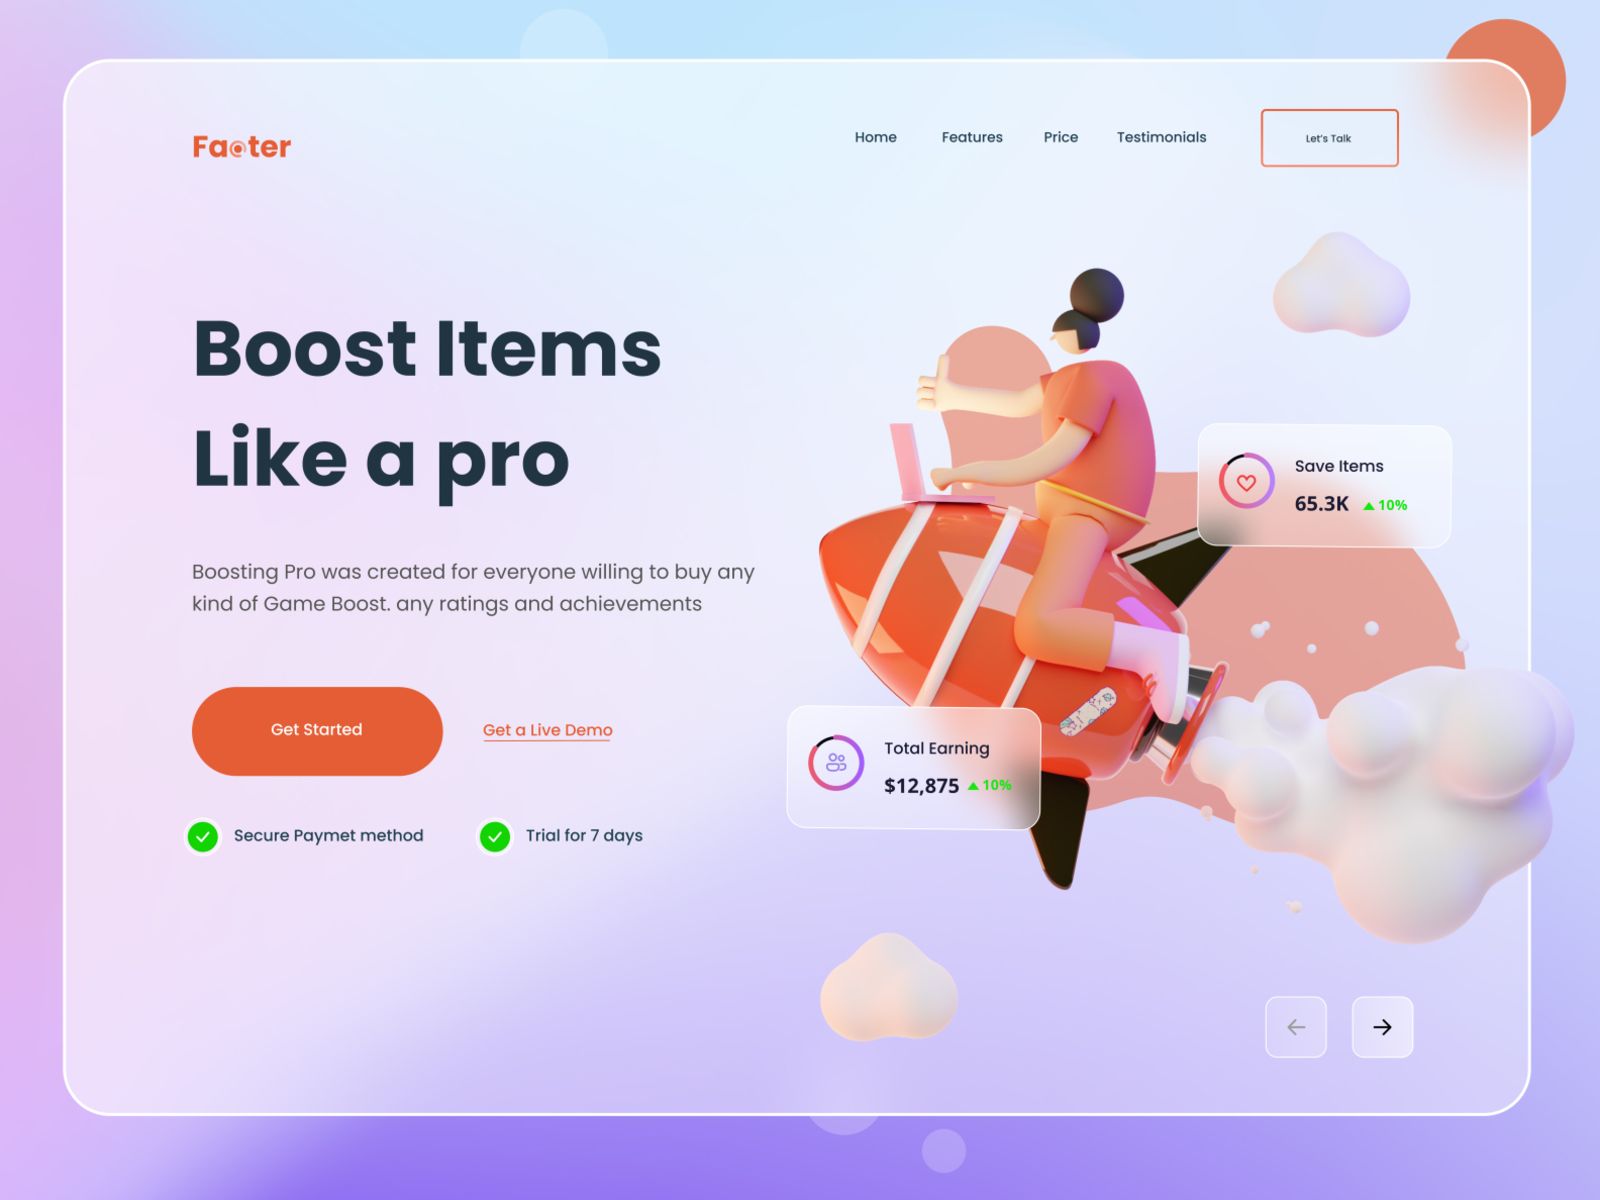 Facter
Home Features Price Testimonials Let's Talk
Boost Items
Like a pro
Boosting Pro was created for everyone willing to buy any
kind of Game Boost. any ratings and achievements
Get Started
Get a Live Demo
Secure Paymet method
Trial for 7 days
Save Items
65.3K 10%
Total Earning
$12,875 10%